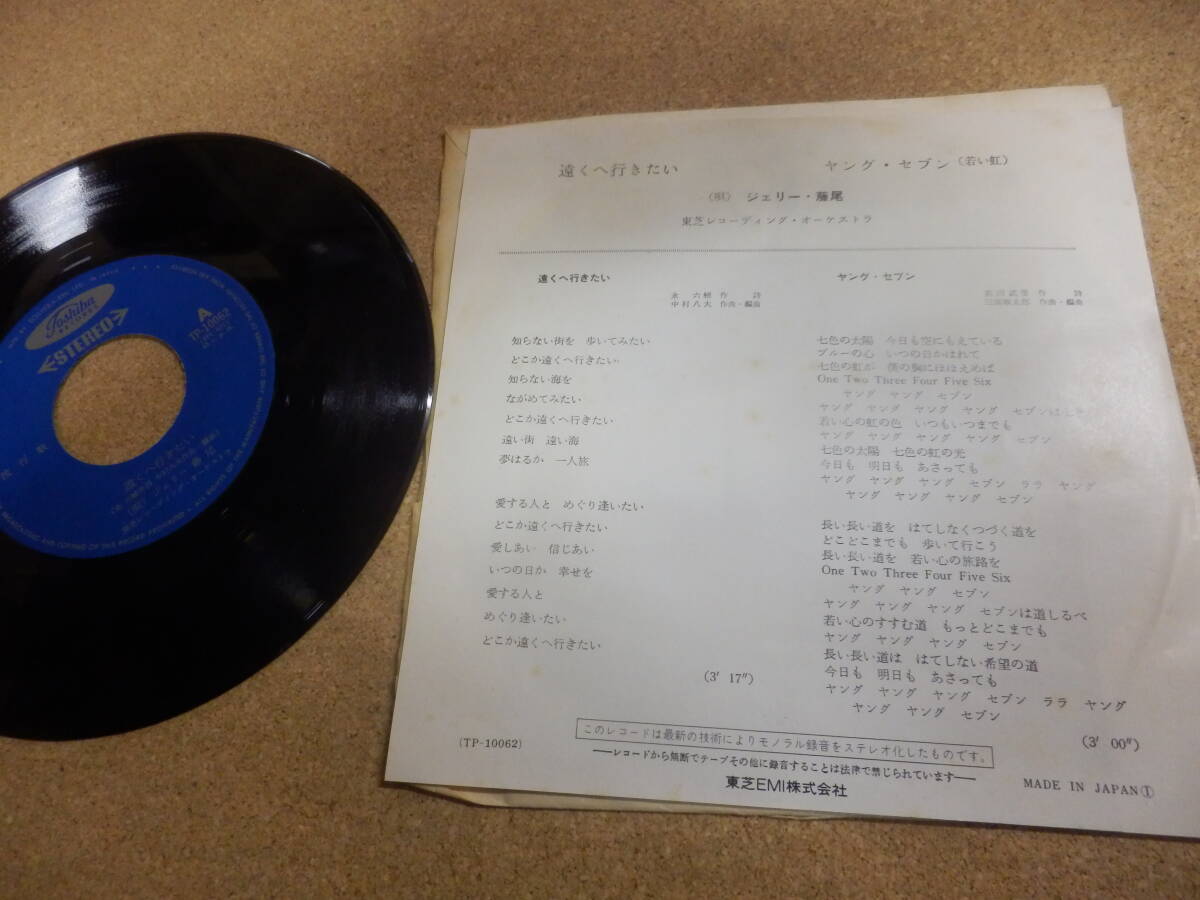 Toshiba
RECORDS
STEREO
A
TP-10062
遠くへ行きたい　ヤング・セブン（若い虹）
（唄）ジェリー・藤尾
東芝レコーディング・オーケストラ
遠くへ行きたい
永六輔作詩
中村八大　作曲・編曲
知らない街を　歩いてみたい
どこか遠くへ行きたい
知らない海を
ながめてみたい
どこか遠くへ行きたい
遠い街　遠い海
夢はるか　一人旅
愛する人と　めぐり逢いたい
どこか遠くへ行きたい
愛しあい　信じあい
いつの日か　幸せを
愛する人と
めぐり逢いたい
どこか遠くへ行きたい
(3′ 17″)
ヤング・セブン
作詩
作曲・編曲
七色の太陽　今日も空にもえている
ブルーの心　いつの日かはれて
七色の虹が　僕の胸にほほえめば
One Two Three Four Five Six
ヤング　ヤング　セブン
ヤング　ヤング　ヤング　ヤング　セブンは
若い心の虹の色　いつもいつまでも
ヤング　ヤング　ヤング　ヤング　セブン
七色の太陽　七色の虹の光
今日も　明日も　あさっても
ヤング　ヤング　ヤング　セブン　ララ　ヤング
ヤング　ヤング　ヤング　セブン
長い長い道を　はてしなくつづく道を
どこどこまでも　歩いて行こう
長い長い道を　若い心の旅路を
One Two Three Four Five Six
ヤング　ヤング　セブン
ヤング　ヤング　ヤング　セブンは道しるべ
若い心のすすむ道　もっとどこまでも
ヤング　ヤング　ヤング　セブン
長い長い道は　はてしない希望の道
今日も　明日も　あさっても
ヤング　ヤング　ヤング　セブン　ララ　ヤング
ヤング　ヤング　セブン
(3′ 00″)
(TP-10062)
このレコードは最新の技術によりモノラル録音をステレオ化したものです。
―レコードから無断でテープその他に録音することは法律で禁じられています―
東芝EMI株式会社
MADE IN JAPAN①